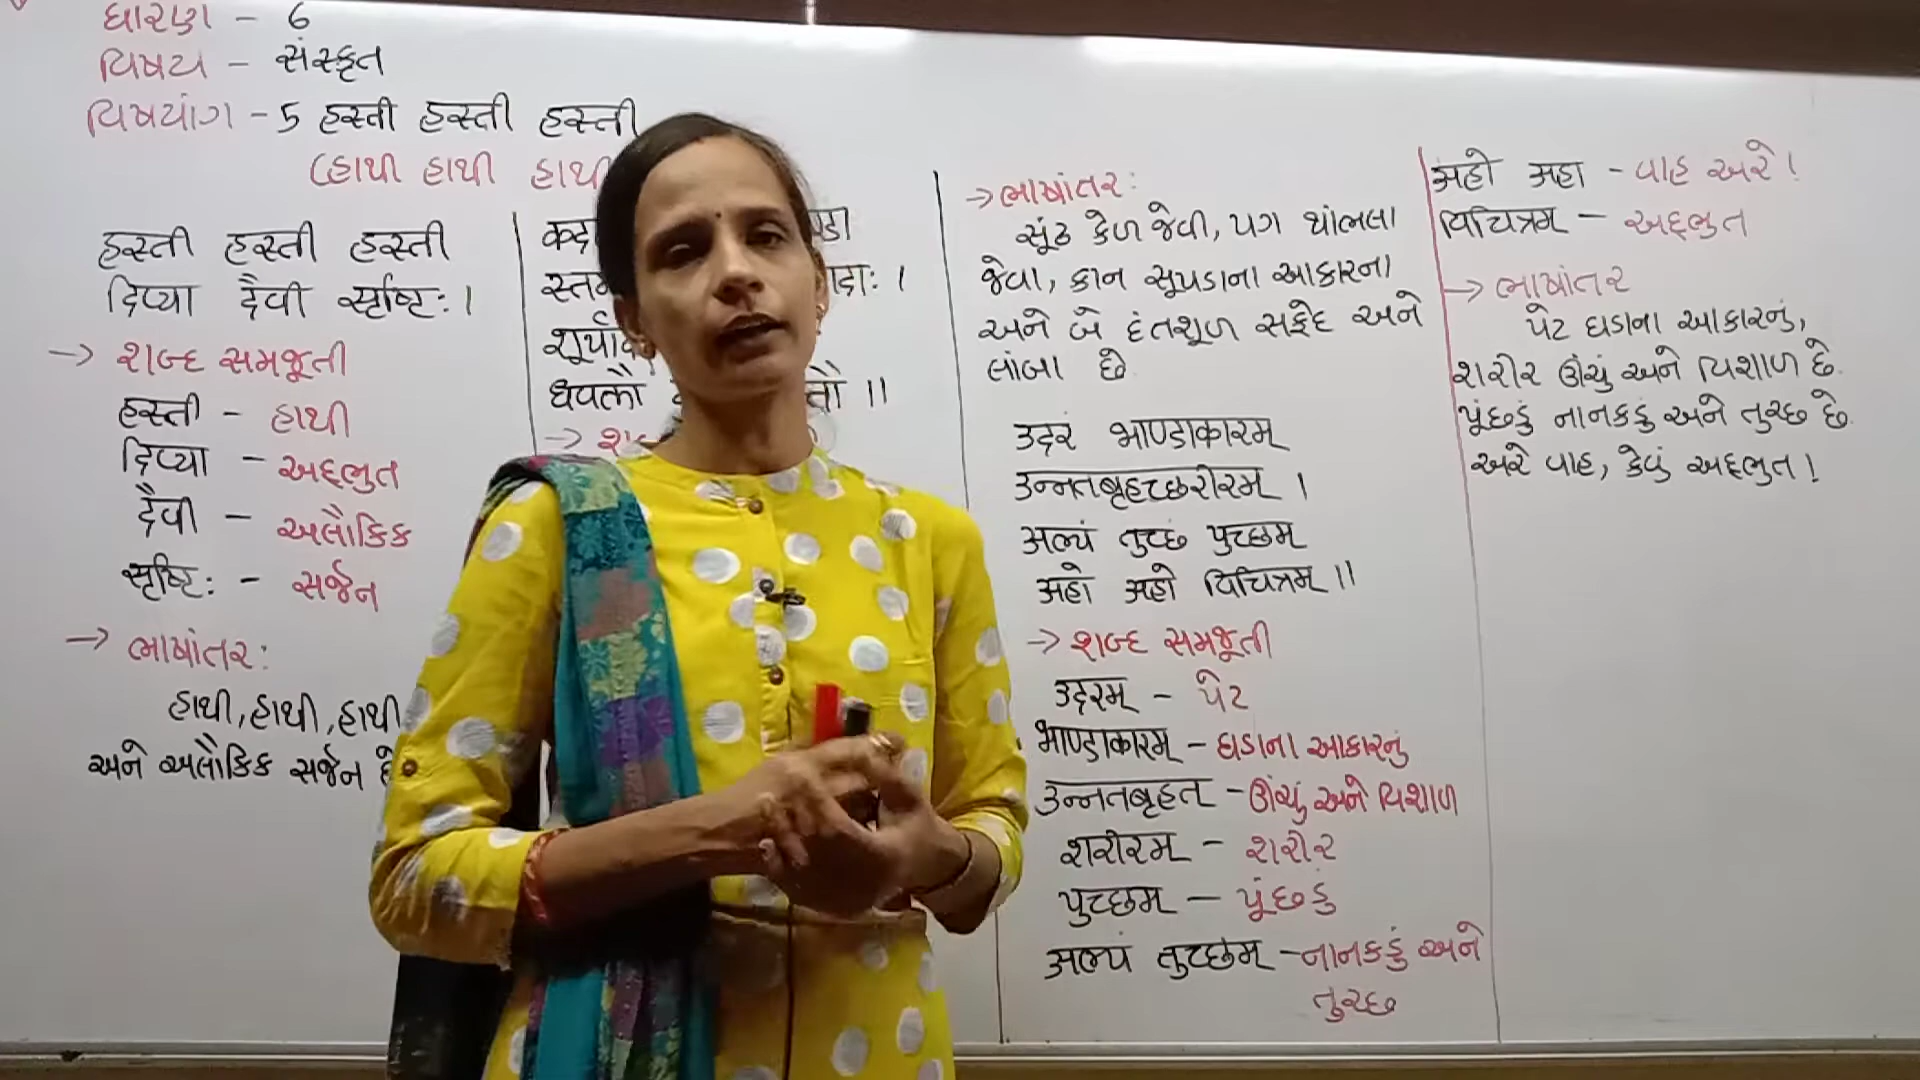 ધોરણ - 6
વિષય - સંસ્કૃત
વિષયાંગ - 5 हस्ती हस्ती हस्ती
(હાથી હાથી હાથી
हस्ती हस्ती हस्ती
दिव्या दैवी सृष्टिः ।
→ શબ્દ સમજૂતી
हस्ती - હાથી
दिव्या - અદ્દભુત
दैवी - અલૌકિક
सृष्टिः - સર્જન
→ ભાષાંતર:
હાથી, હાથી, હાથી
અને અલૌકિક સર્જન છે
धवलौ
→ ભાષાંતર:
સૂંઢ કેળ જેવી, પગ થાંભલા
જેવા, કાન સૂપડાના આકારના
અને બે દંતશૂળ સફેદ અને
લાંબા છે
उदरं भाण्डाकारम्
उन्नतबृहच्छरीरम् ।
अल्पं तुच्छं पुच्छम्
अहो अहो विचित्रम् ।।
→ શબ્દ સમજૂતી
उदरम् - પેટ
भाण्डाकारम् - ઘડાના આકારનું
उन्नतबृहत् - ઊંચું અને વિશાળ
शरीरम् - શરીર
पुच्छम् - પૂંછડું
अल्पं तुच्छम् - નાનકડું અને
તુચ્છ
अहो अहो - વાહ અરે !
विचित्रम् - અદ્દભુત
→ ભાષાંતર
પેટ ઘડાના આકારનું,
શરીર ઊંચું અને વિશાળ છે.
પૂંછડું નાનકડું અને તુચ્છ છે.
અરે વાહ, કેવું અદ્દભુત !